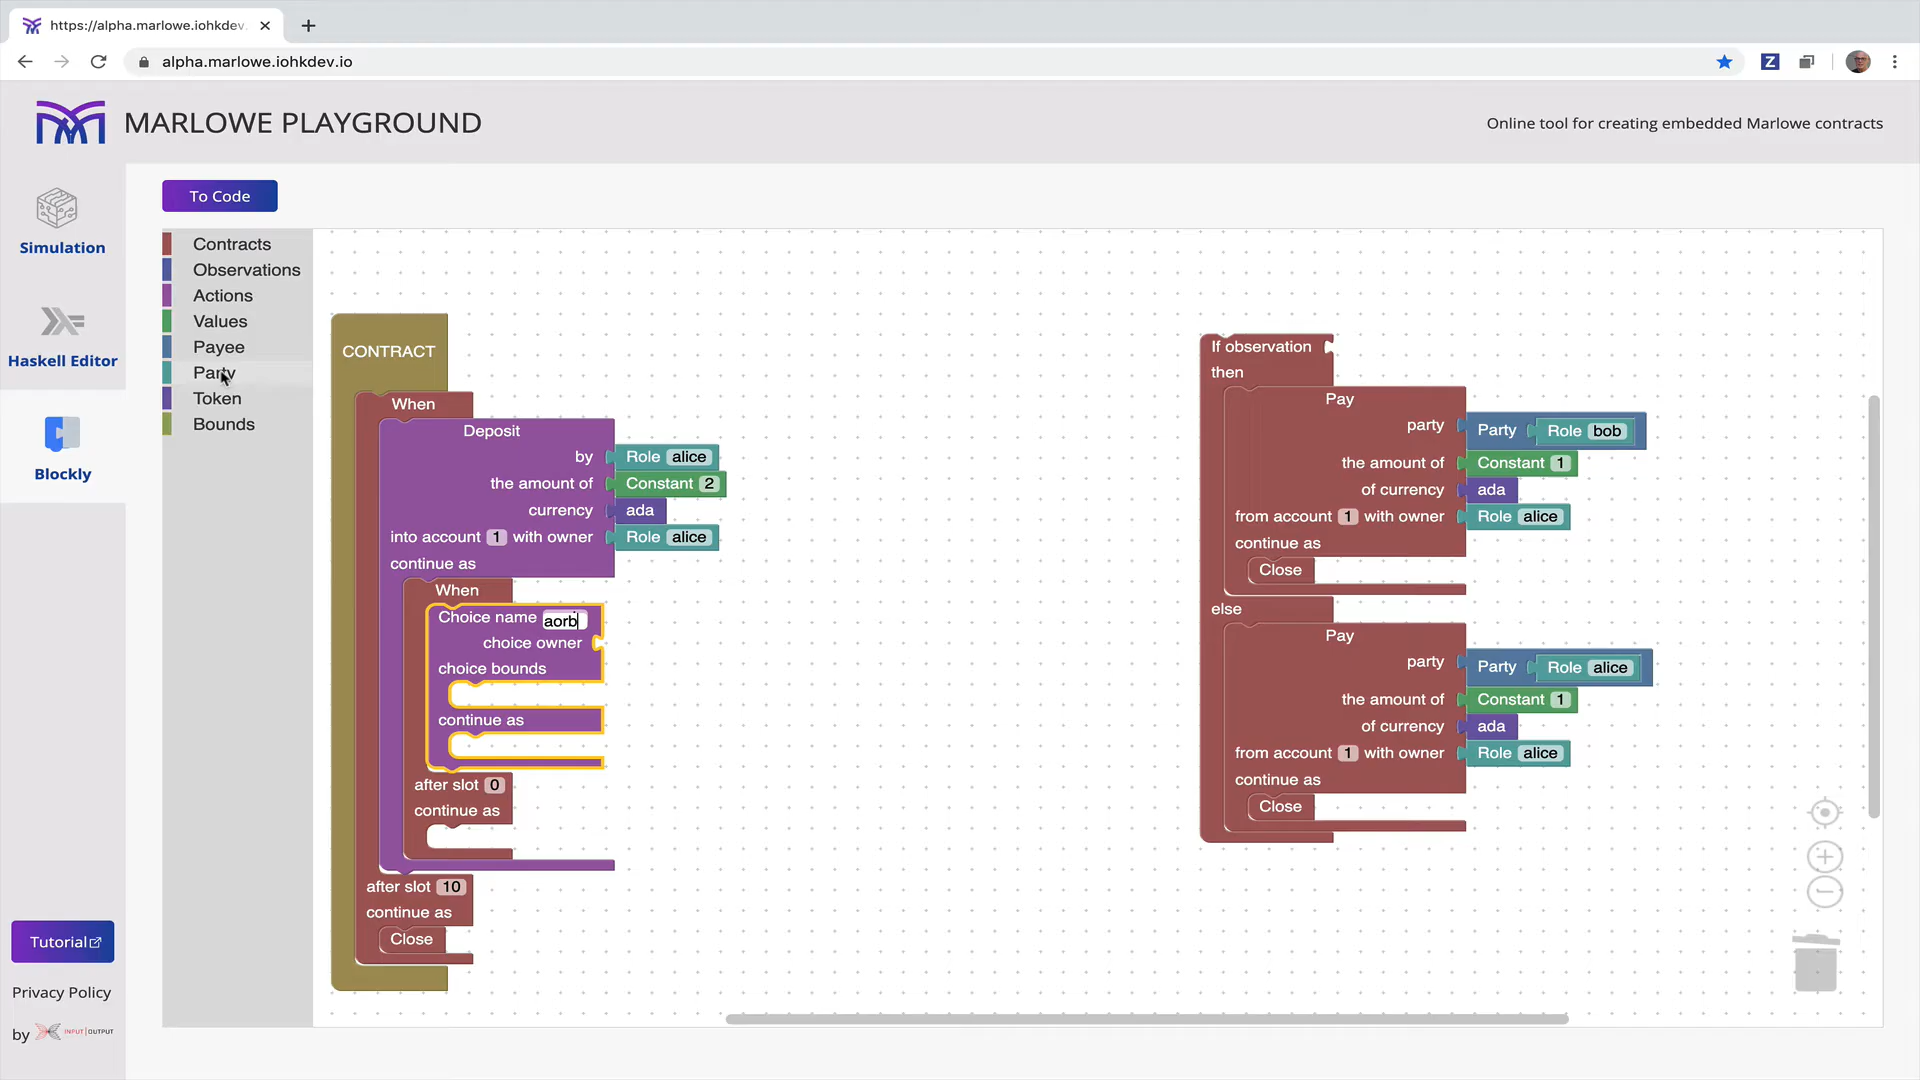 https://alpha.marlowe.iohkdev.
alpha.marlowe.iohkdev.io
Z
MARLOWE PLAYGROUND
Online tool for creating embedded Marlowe contracts
Simulation
Haskell Editor
Blockly
Tutorial
Privacy Policy
by INPUT | OUTPUT
To Code
Contracts
Observations
Actions
Values
Payee
Party
Token
Bounds
CONTRACT
When
Deposit
by Role alice
the amount of Constant 2
currency ada
into account 1 with owner Role alice
continue as
When
Choice name aorb
choice owner
choice bounds
continue as
after slot 0
continue as
after slot 10
continue as
Close
If observation
then
Pay
party Party Role bob
the amount of Constant 1
of currency ada
from account 1 with owner Role alice
continue as
Close
else
Pay
party Party Role alice
the amount of Constant 1
of currency ada
from account 1 with owner Role alice
continue as
Close